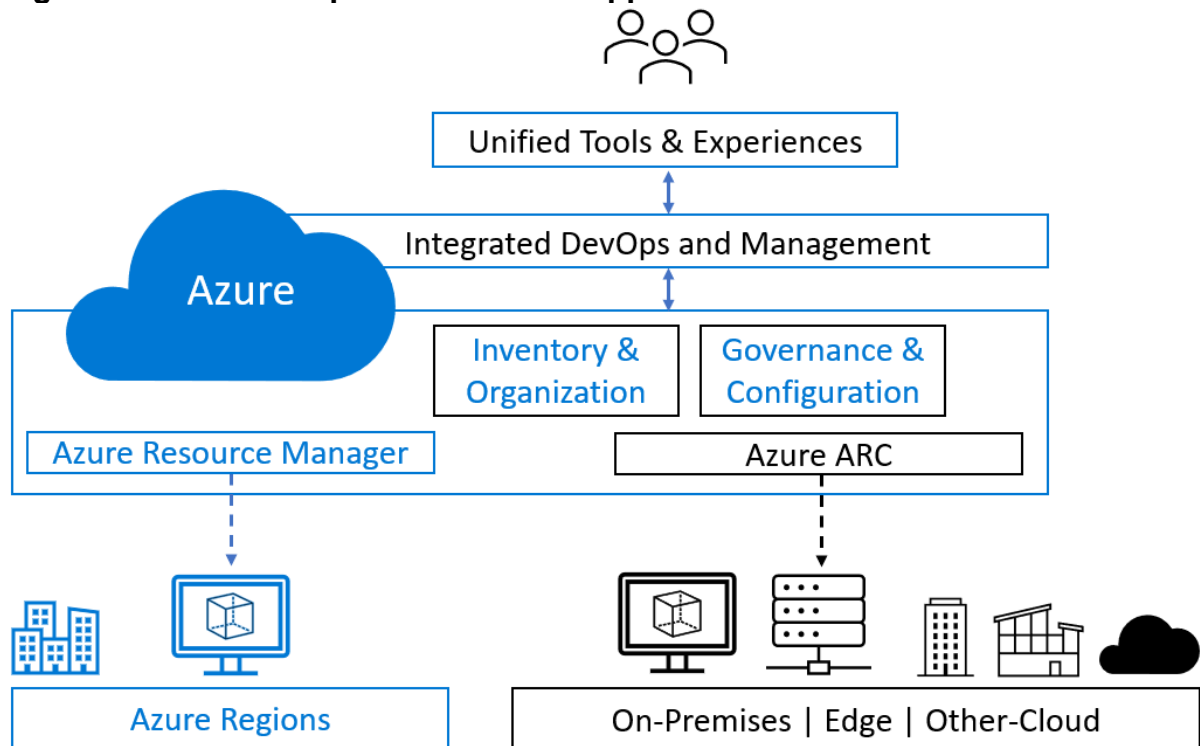 Unified Tools & Experiences
Integrated DevOps and Management
Azure
Inventory &
Organization
Governance &
Configuration
Azure Resource Manager
Azure ARC
Azure Regions
On-Premises | Edge | Other-Cloud